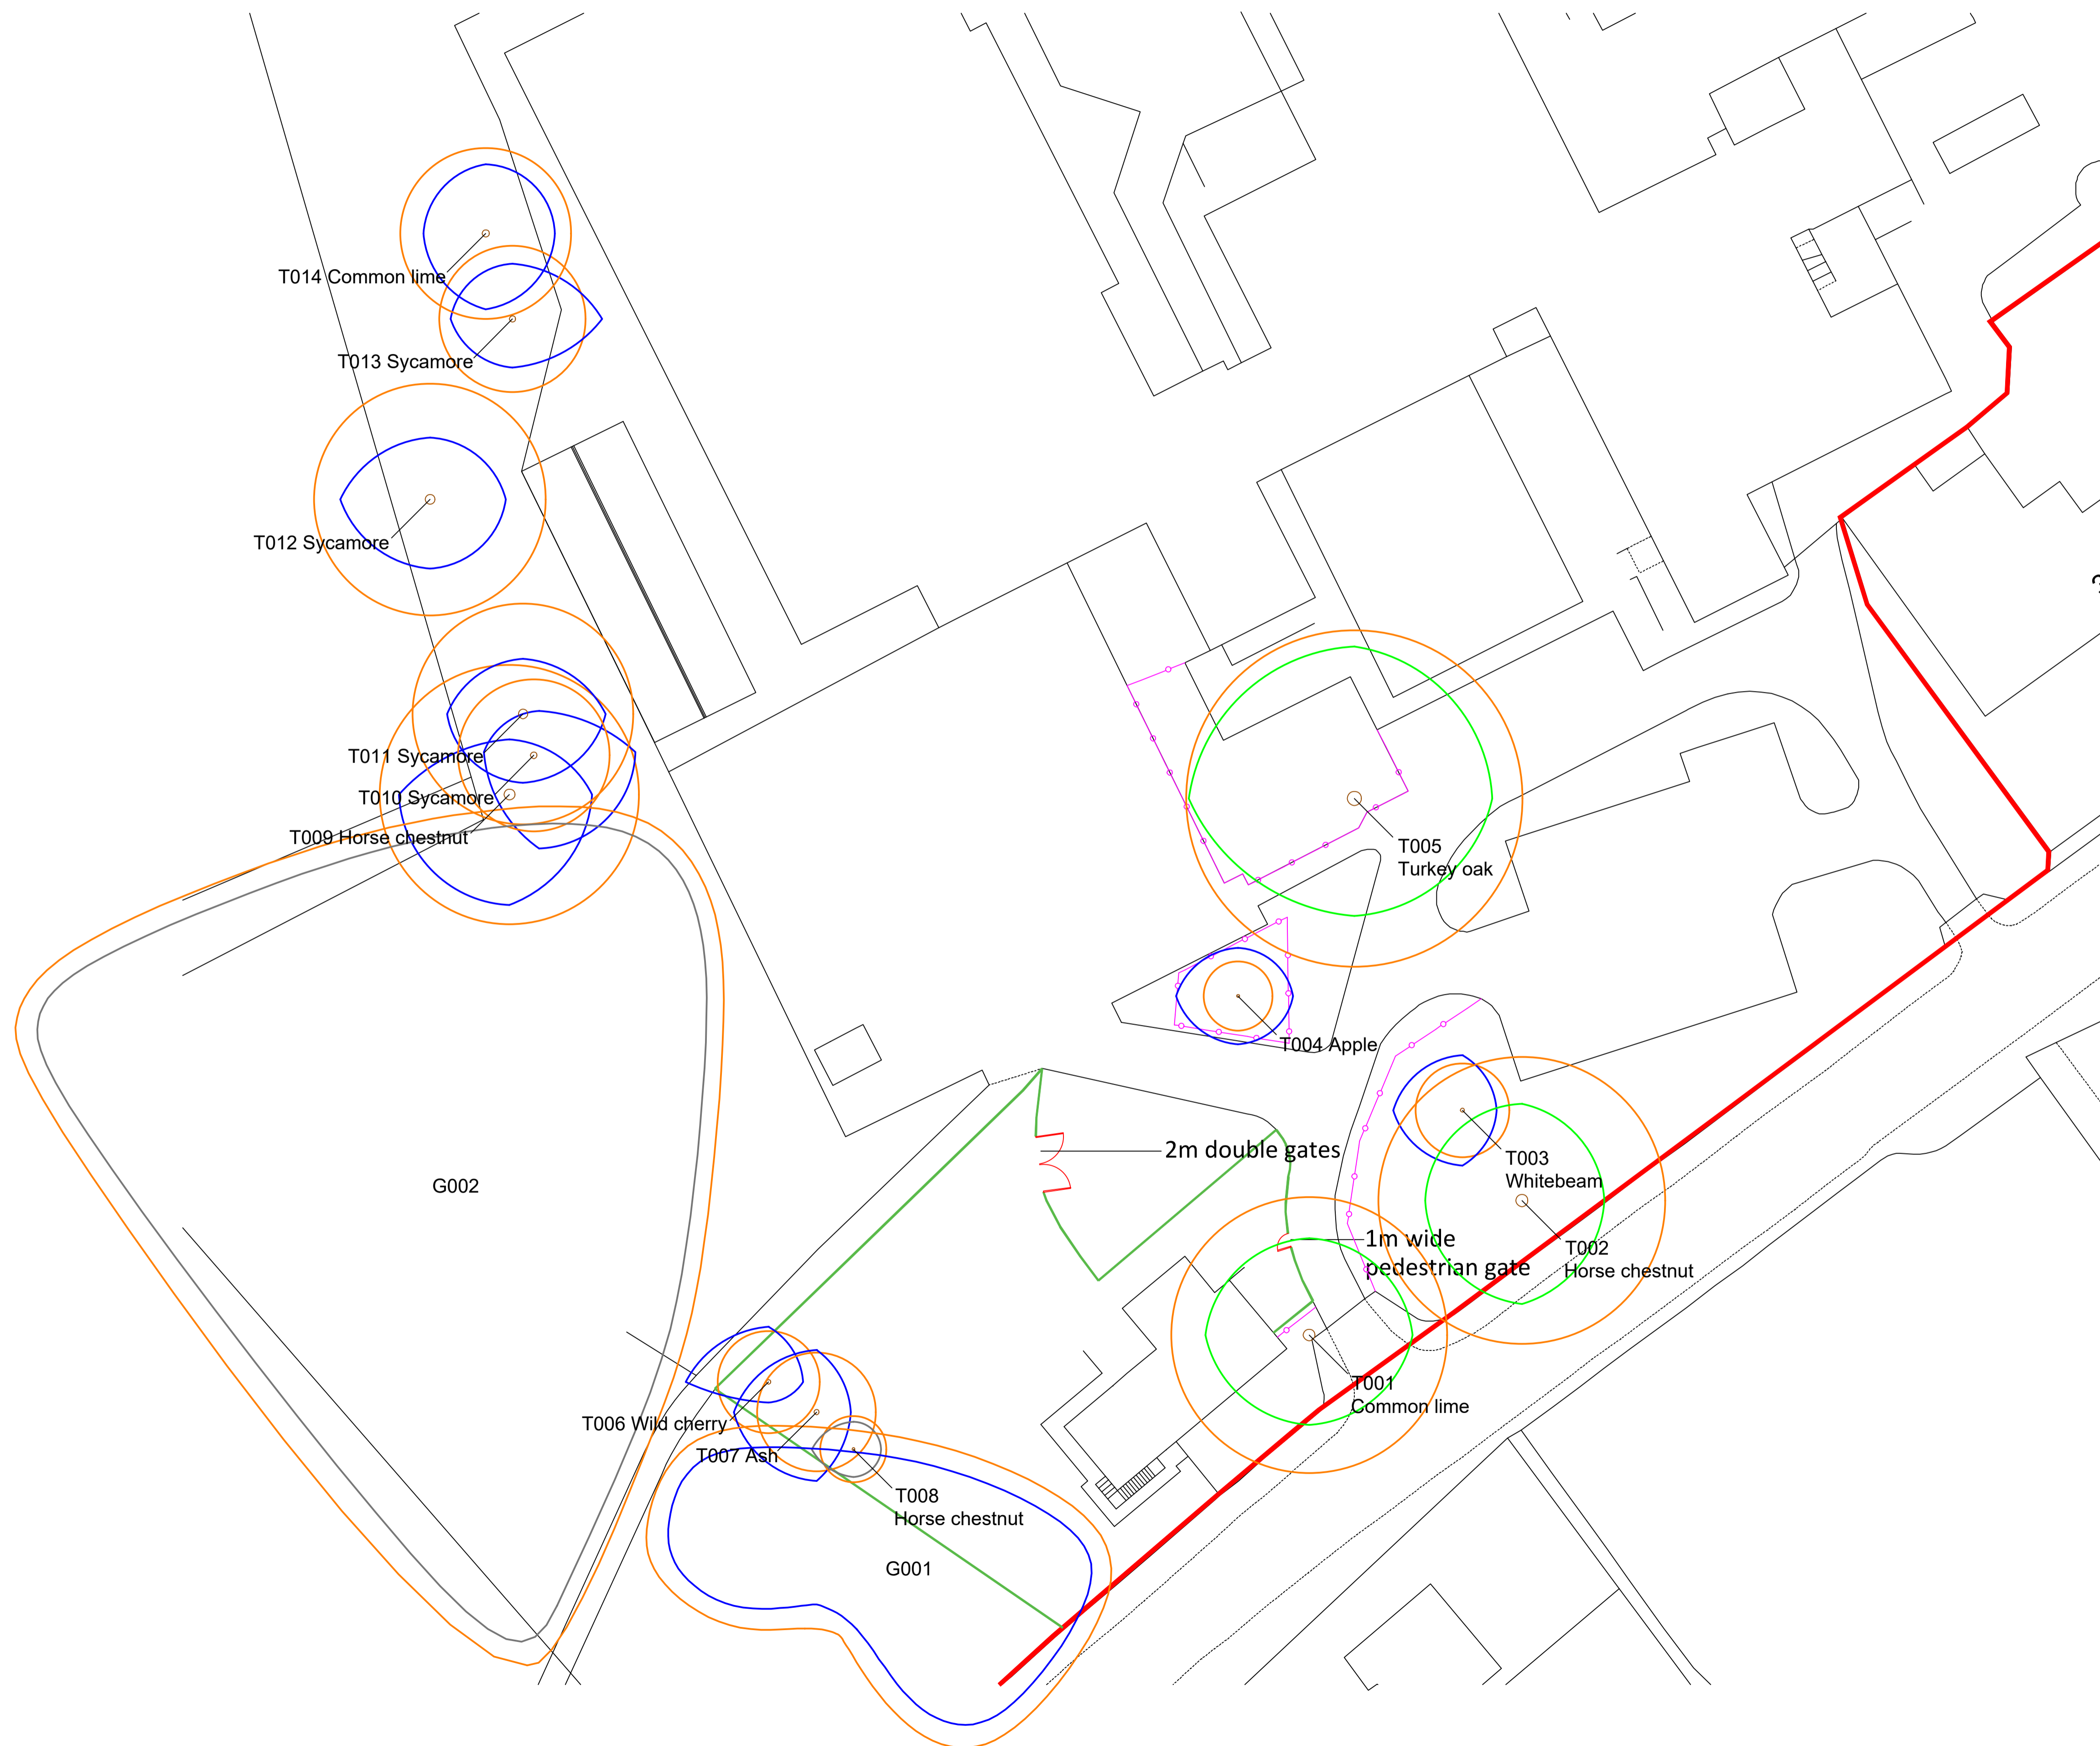 T014 Common lime
T013 Sycamore
T012 Sycamore
T011 Sycamore
T010 Sycamore
T009 Horse chestnut
T005
Turkey oak
T004 Apple
2m double gates
T003
Whitebeam
G002
1m wide
pedestrian gate
T002
Horse chestnut
T001
Common lime
T006 Wild cherry
T007 Ash
T008
Horse chestnut
G001